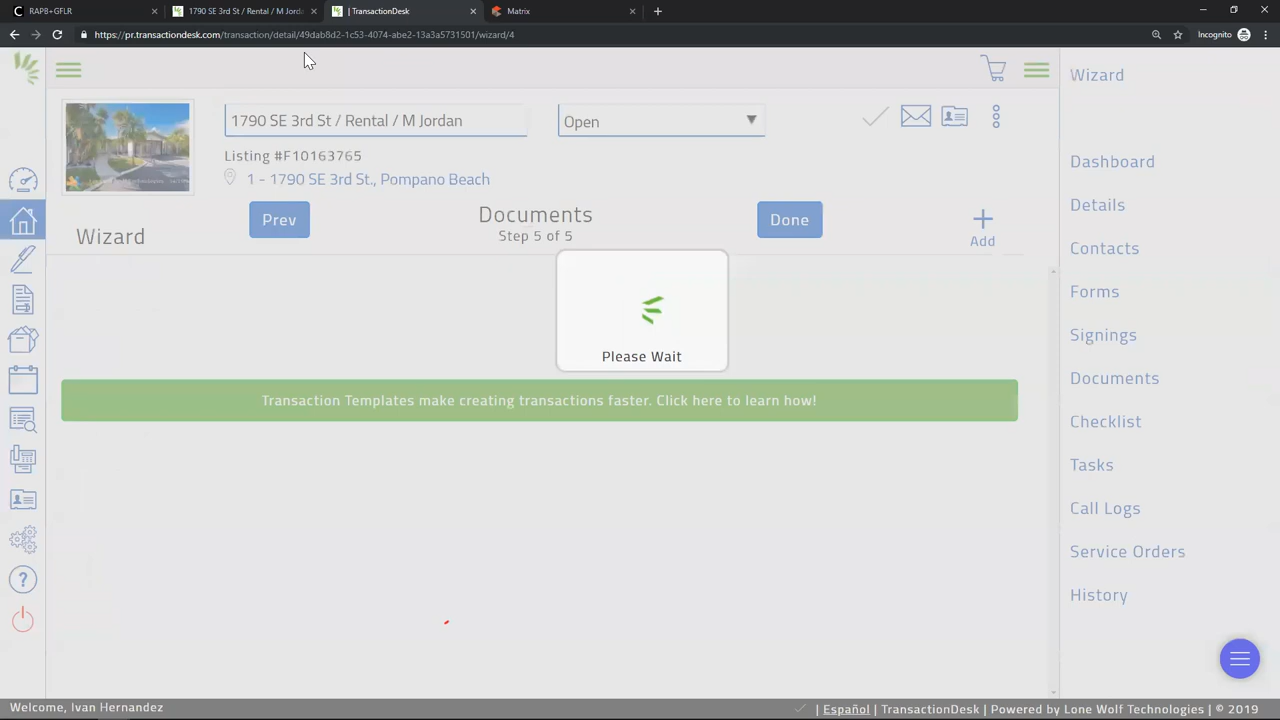 RAPB+GFLR
1790 SE 3rd St / Rental / M Jorda
| TransactionDesk
Matrix
https://pr.transactiondesk.com/transaction/detail/49dab8d2-1c53-4074-abe2-13a3a5731501/wizard/4
Incognito
1790 SE 3rd St / Rental / M Jordan
Open
Listing #F10163765
1 - 1790 SE 3rd St., Pompano Beach
Wizard
Prev
Documents
Step 5 of 5
Done
Add
Please Wait
Transaction Templates make creating transactions faster. Click here to learn how!
Wizard
Dashboard
Details
Contacts
Forms
Signings
Documents
Checklist
Tasks
Call Logs
Service Orders
History
Welcome, Ivan Hernandez
| Español | TransactionDesk | Powered by Lone Wolf Technologies | © 2019